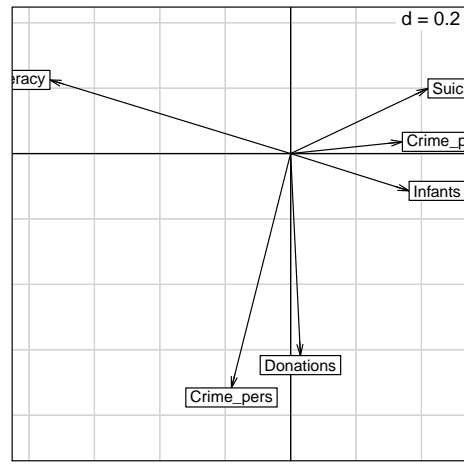 d = 0.2
eracy
Suic
Crime_p
Infants
Donations
Crime_pers